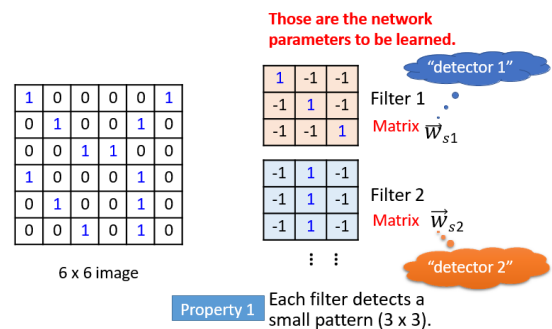 Those are the network
parameters to be learned.
1 0 0 0 0 1
0 1 0 0 1 0
0 0 1 1 0 0
1 0 0 0 1 0
0 1 0 0 1 0
0 0 1 0 1 0
6 x 6 image
1 -1 -1
-1 1 -1
-1 -1 1
Filter 1
Matrix w⃗s1
"detector 1"
-1 1 -1
-1 1 -1
-1 1 -1
Filter 2
Matrix w⃗s2
"detector 2"
⋮ ⋮
Property 1
Each filter detects a
small pattern (3 x 3).